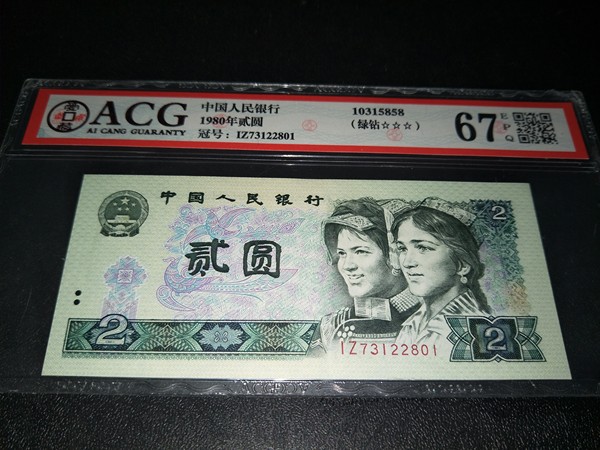 ACG
AI CANG GUARANTY
中国人民银行
1980年贰圆
冠号：IZ73122801
10315858
（绿钻☆☆☆）
67
EPQ
中国人民银行
贰圆
2
2
2
IZ73122801